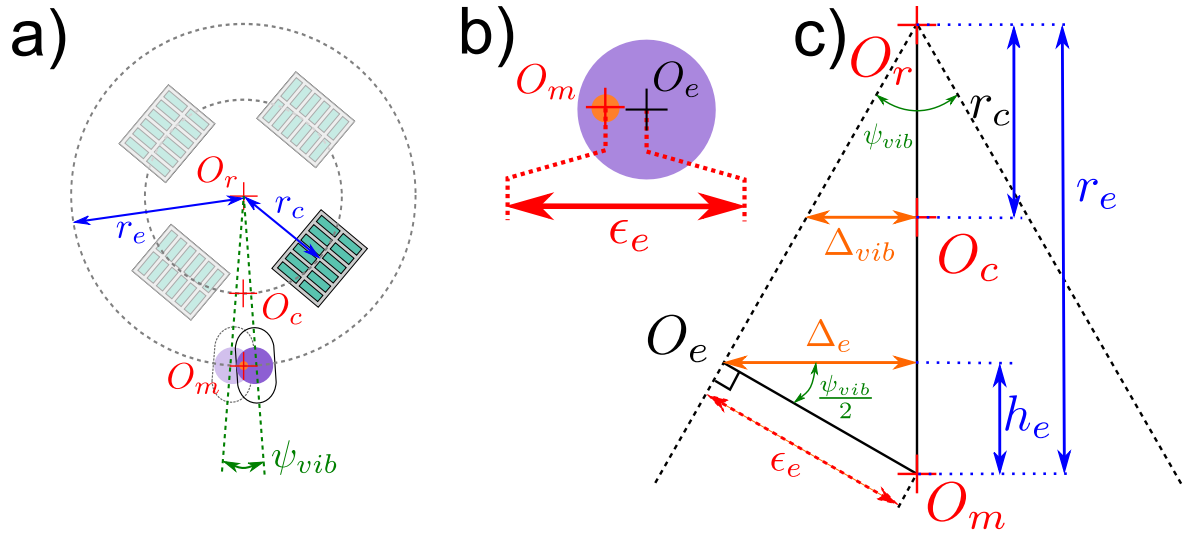 a)
O_r
r_c
r_e
O_c
O_m
ψ_vib
b)
O_m
O_e
ϵ_e
c)
O_r
r_c
ψ_vib
r_e
Δ_vib
O_c
O_e
Δ_e
ψ_vib/2
h_e
ϵ_e
O_m